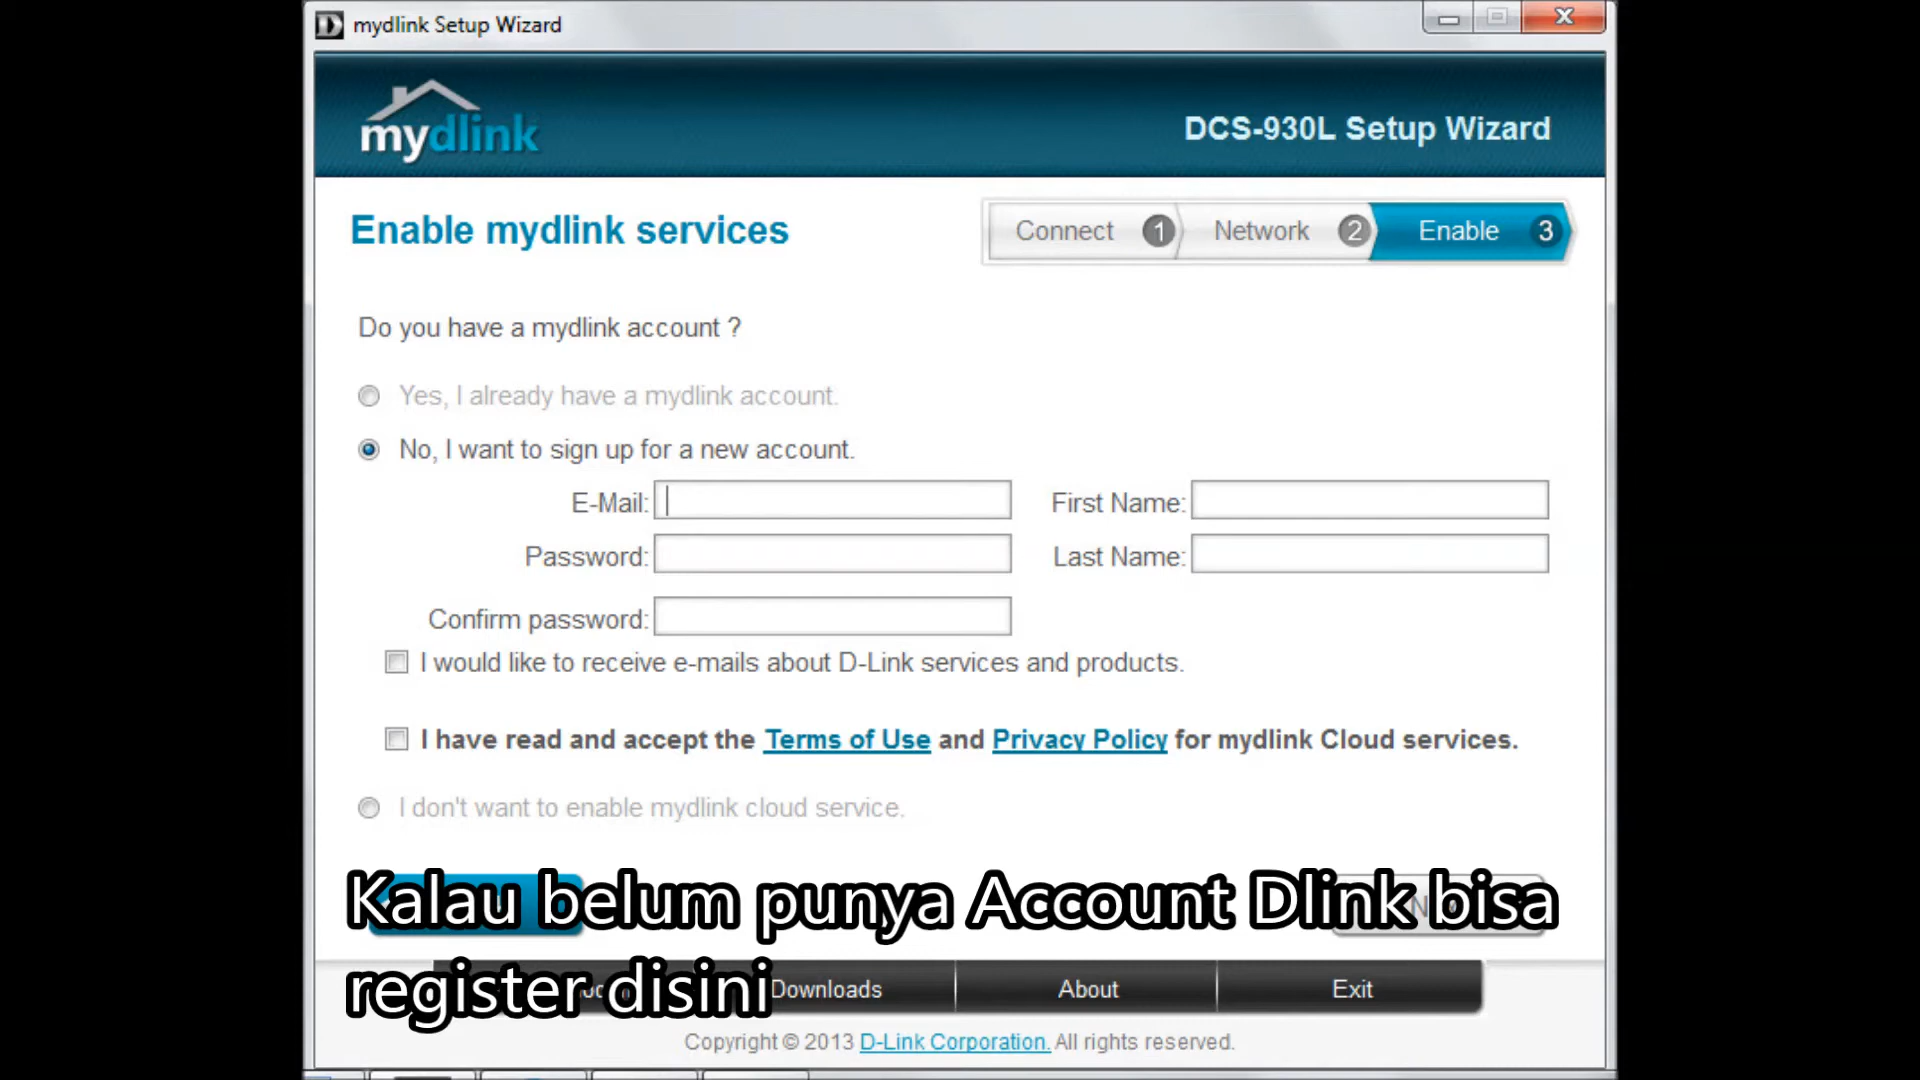 mydlink Setup Wizard
mydlink
DCS-930L Setup Wizard
Enable mydlink services
Connect 1 Network 2 Enable 3
Do you have a mydlink account ?
Yes, I already have a mydlink account.
No, I want to sign up for a new account.
E-Mail: First Name:
Password: Last Name:
Confirm password:
I would like to receive e-mails about D-Link services and products.
I have read and accept the Terms of Use and Privacy Policy for mydlink Cloud services.
I don't want to enable mydlink cloud service.
Kalau belum punya Account Dlink bisa
register disini
Downloads About Exit
Copyright © 2013 D-Link Corporation. All rights reserved.